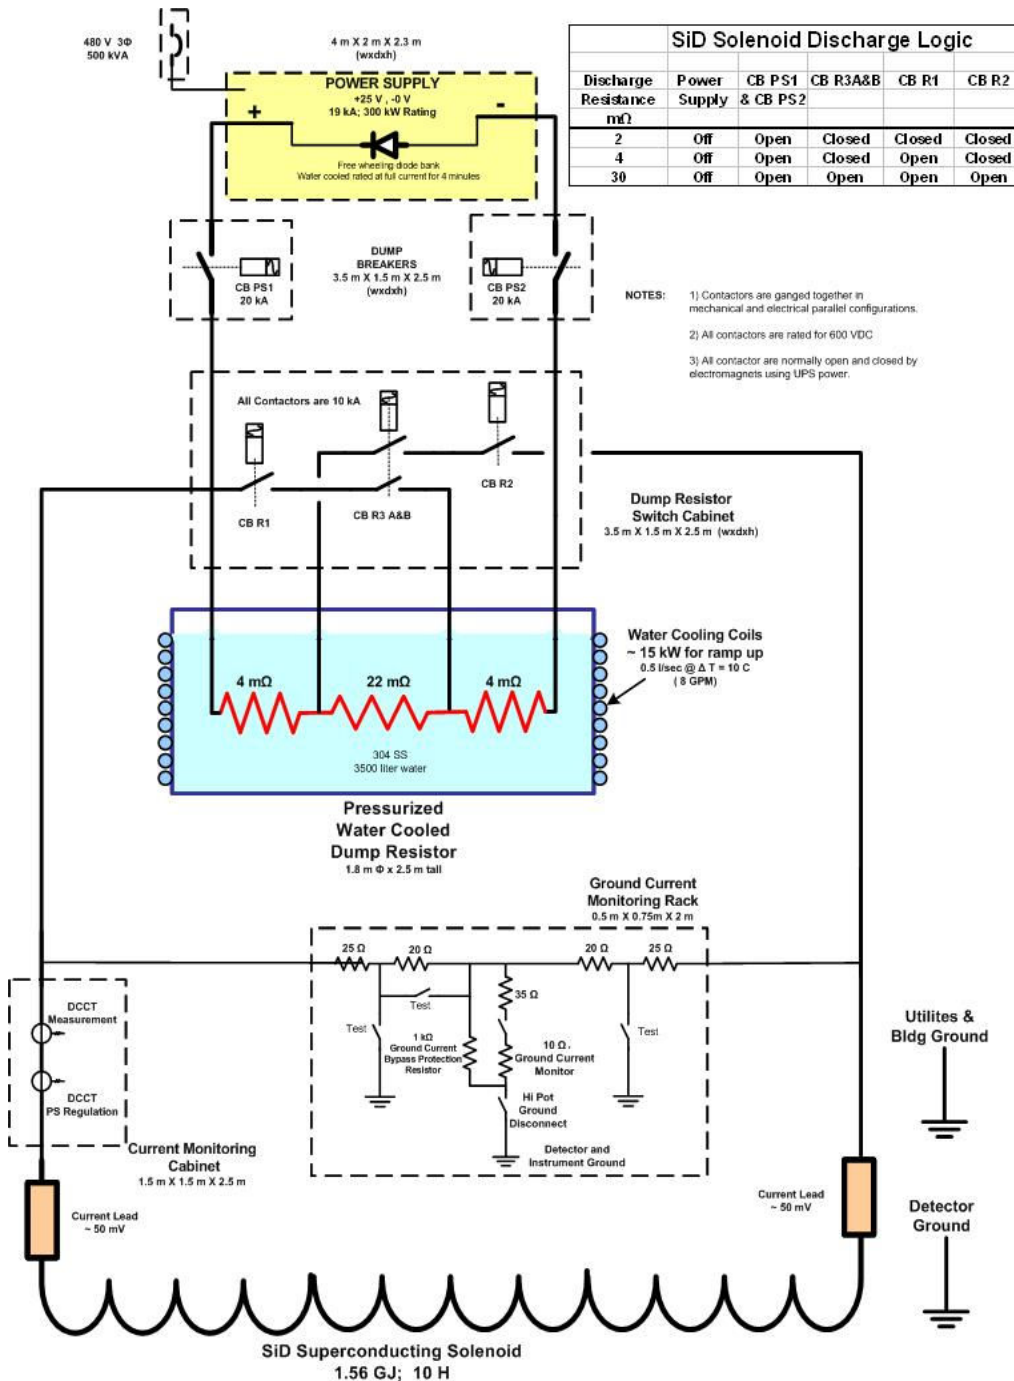 480 V 3Φ
500 kVA
4 m X 2 m X 2.3 m
(wxdxh)
POWER SUPPLY
+25 V , -0 V
19 kA; 300 kW Rating
+
-
Free wheeling diode bank
Water cooled rated at full current for 4 minutes
SiD Solenoid Discharge Logic
Discharge Power CB PS1 CB R3A&B CB R1 CB R2
Resistance Supply & CB PS2
mΩ
2 Off Open Closed Closed Closed
4 Off Open Closed Open Closed
30 Off Open Open Open Open
CB PS1
20 kA
DUMP
BREAKERS
3.5 m X 1.5 m X 2.5 m
(wxdxh)
CB PS2
20 kA
NOTES:
1) Contactors are ganged together in
mechanical and electrical parallel configurations.
2) All contactors are rated for 600 VDC
3) All contactor are normally open and closed by
electromagnets using UPS power.
All Contactors are 10 kA
CB R1
CB R3 A&B
CB R2
Dump Resistor
Switch Cabinet
3.5 m X 1.5 m X 2.5 m (wxdxh)
4 mΩ
22 mΩ
4 mΩ
304 SS
3500 liter water
Water Cooling Coils
~ 15 kW for ramp up
0.5 l/sec @ Δ T = 10 C
( 8 GPM)
Pressurized
Water Cooled
Dump Resistor
1.8 m Φ x 2.5 m tall
Ground Current
Monitoring Rack
0.5 m X 0.75m X 2 m
25 Ω
20 Ω
20 Ω
25 Ω
35 Ω
Test
Test
Test
1 kΩ
Ground Current
Bypass Protection
Resistor
10 Ω .
Ground Current
Monitor
Hi Pot
Ground
Disconnect
Detector and
Instrument Ground
DCCT
Measurement
DCCT
PS Regulation
Current Monitoring
Cabinet
1.5 m X 1.5 m X 2.5 m
Utilites &
Bldg Ground
Current Lead
~ 50 mV
Current Lead
~ 50 mV
Detector
Ground
SiD Superconducting Solenoid
1.56 GJ; 10 H